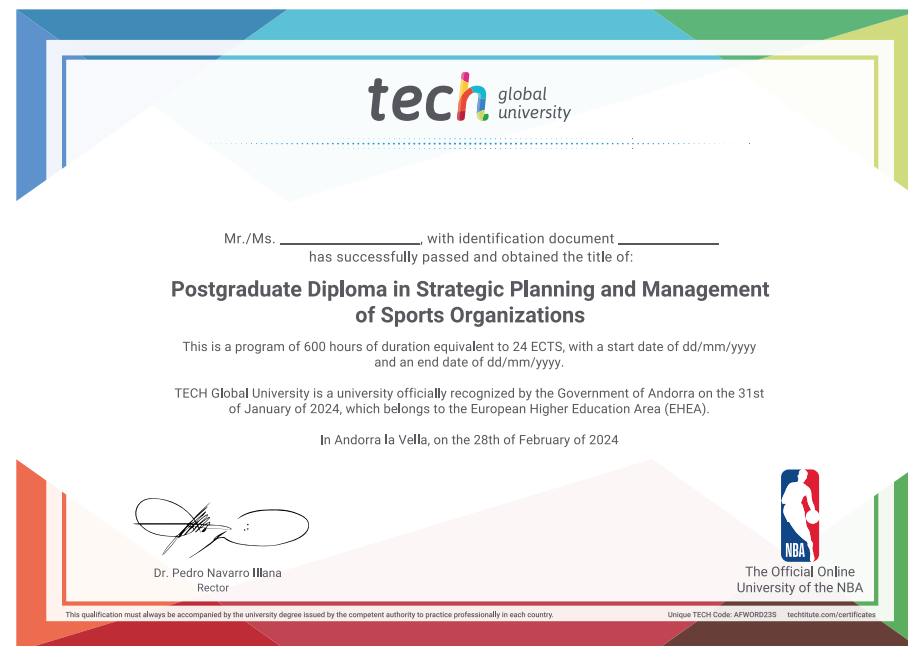 tech global university
Mr./Ms. ____________________, with identification document ______________
has successfully passed and obtained the title of:
Postgraduate Diploma in Strategic Planning and Management
of Sports Organizations
This is a program of 600 hours of duration equivalent to 24 ECTS, with a start date of dd/mm/yyyy
and an end date of dd/mm/yyyy.
TECH Global University is a university officially recognized by the Government of Andorra on the 31st
of January of 2024, which belongs to the European Higher Education Area (EHEA).
In Andorra la Vella, on the 28th of February of 2024
Dr. Pedro Navarro Illana
Rector
NBA
The Official Online
University of the NBA
This qualification must always be accompanied by the university degree issued by the competent authority to practice professionally in each country.
Unique TECH Code: AFWORD23S techtitute.com/certificates